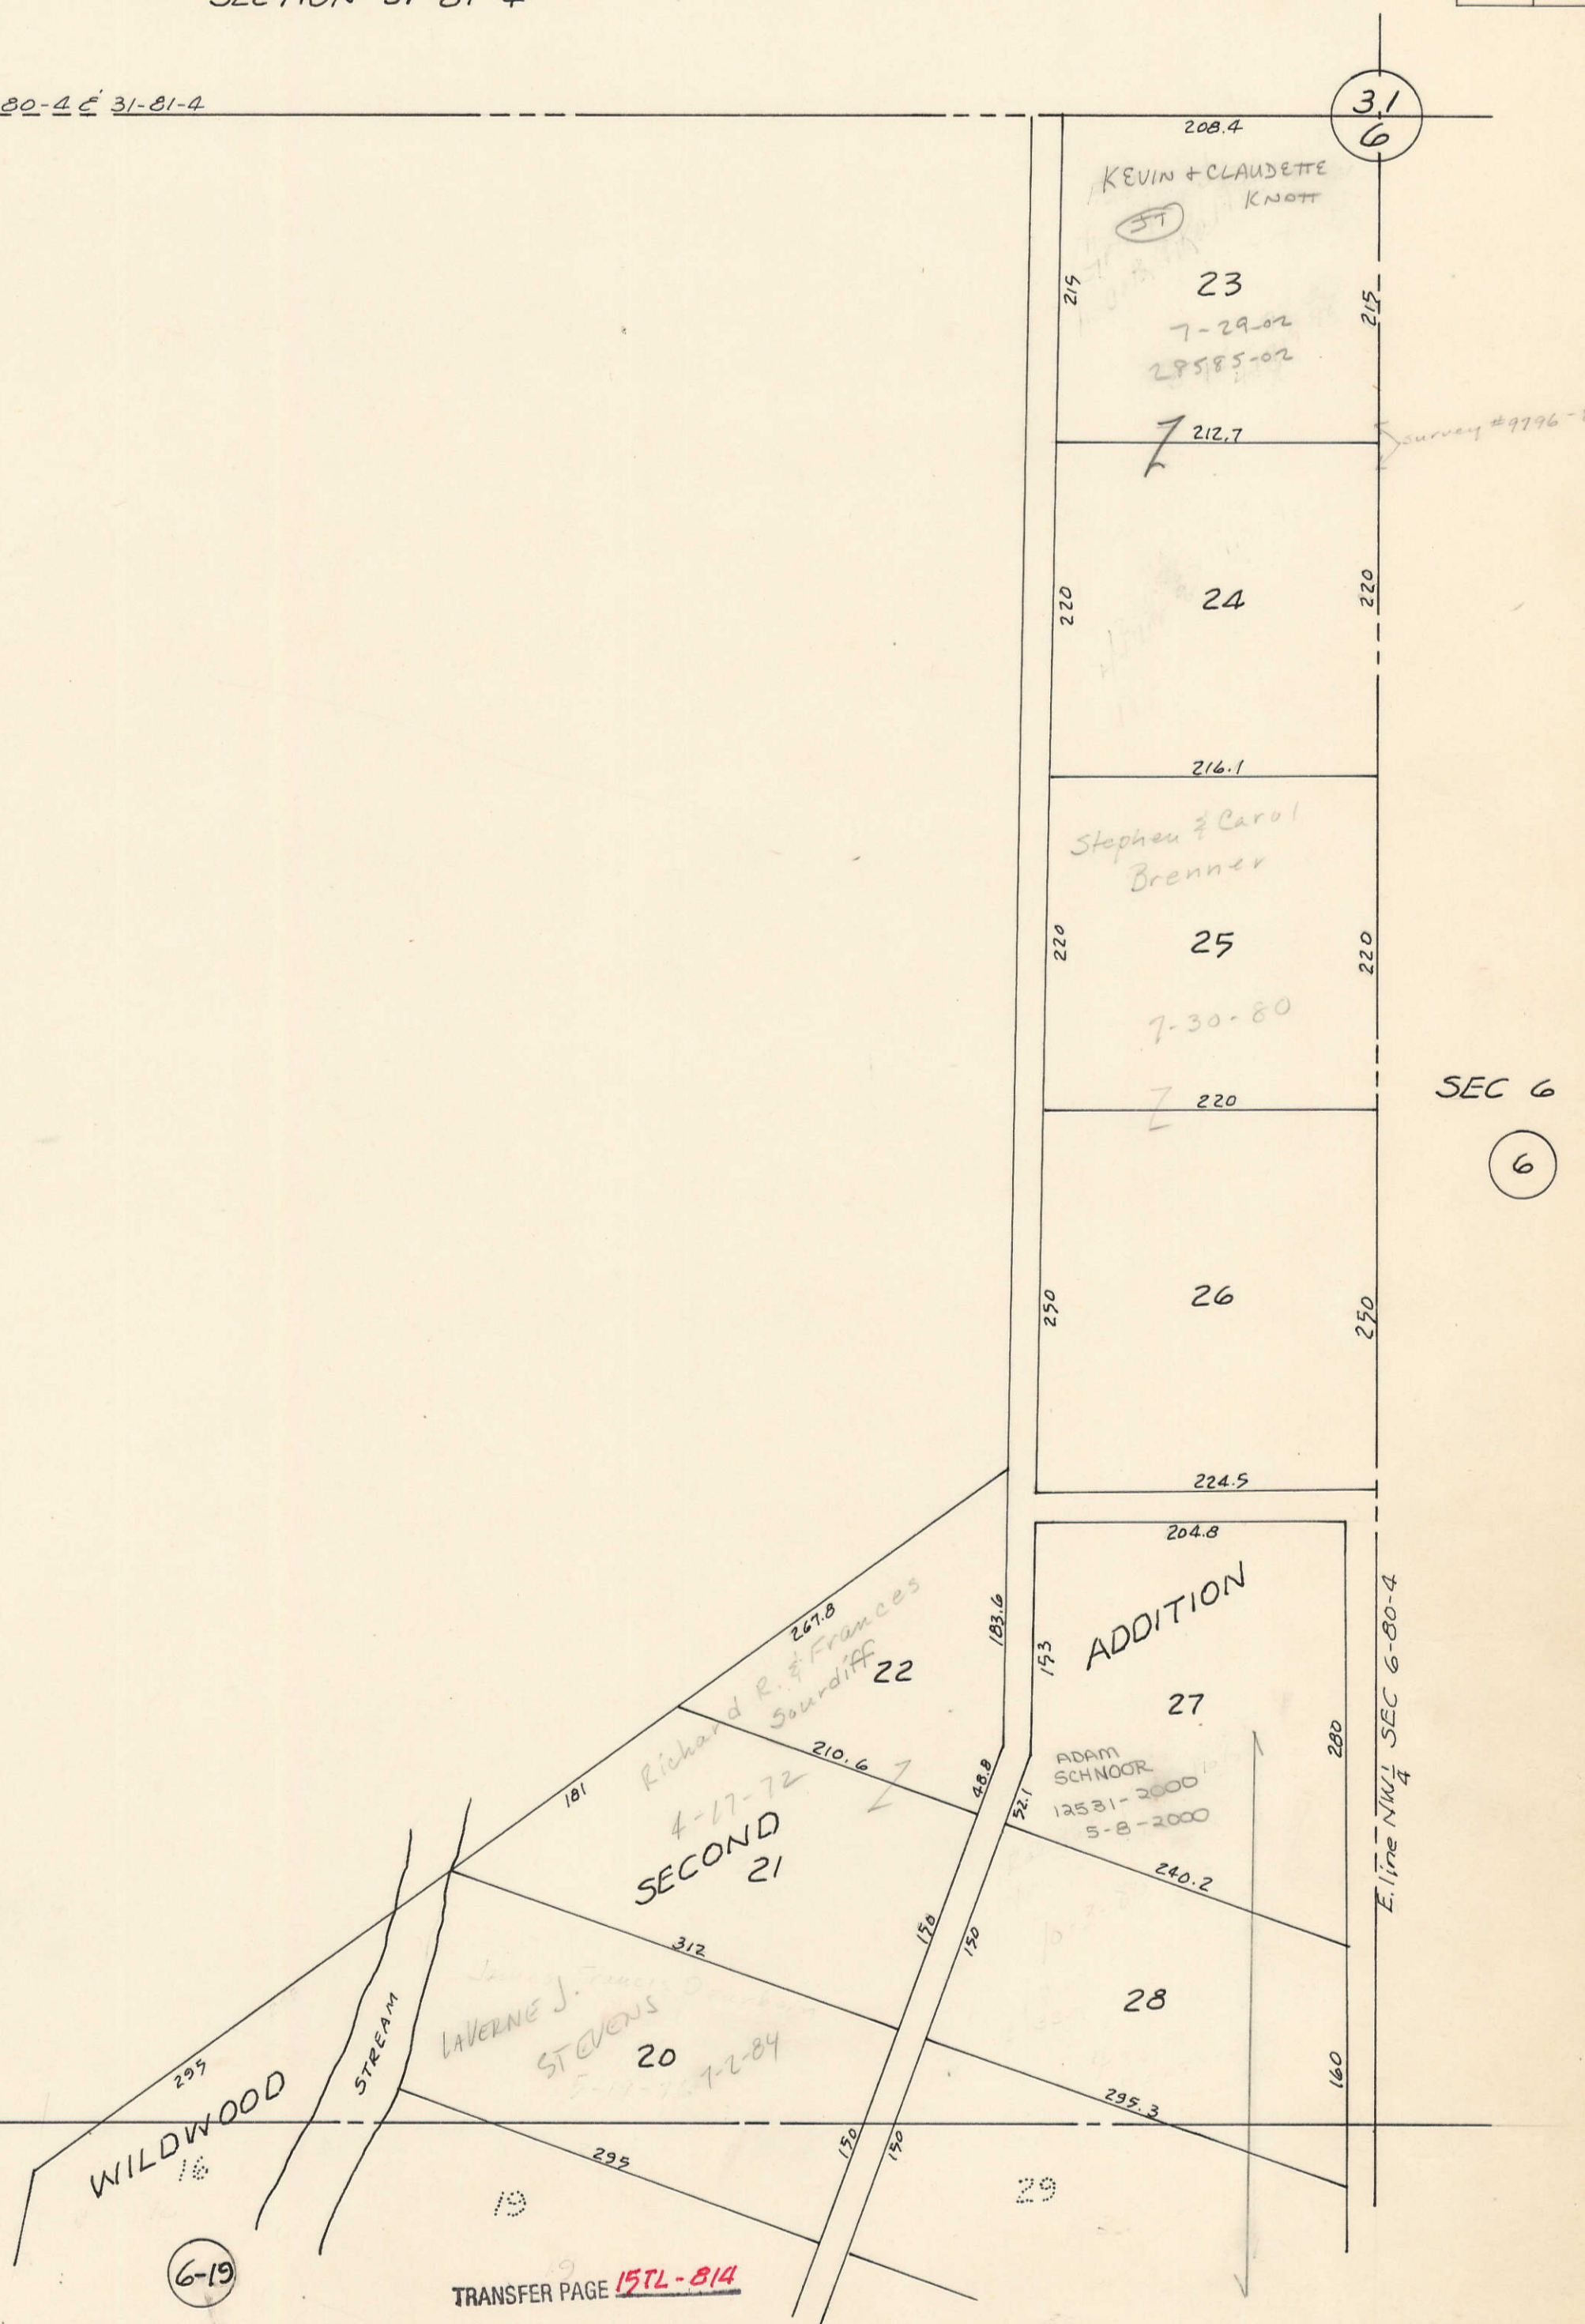 80-4 & 31-81-4
31
6
208.4
KEVIN & CLAUDETTE
KNOTT
JT
215
23
215
7-29-02
28585-02
212.7
survey #9796-
220
24
220
216.1
Stephen & Carol
Brenner
220
25
220
7-30-80
220
SEC 6
6
250
26
250
224.5
204.8
ADDITION
267.8
183.6
153
Richard R. & Frances
Sourdiff
22
27
280
E. line NW 1/4 SEC 6-80-4
210.6
48.8
52.1
ADAM
SCHNOOR
12531-2000
5-8-2000
181
4-17-72
SECOND
21
240.2
150
150
312
LAVERNE J.
STEVENS
20
7-2-84
28
160
STREAM
295
WILDWOOD
16
295.3
150
150
295
19
29
6-19
TRANSFER PAGE 15TL-814